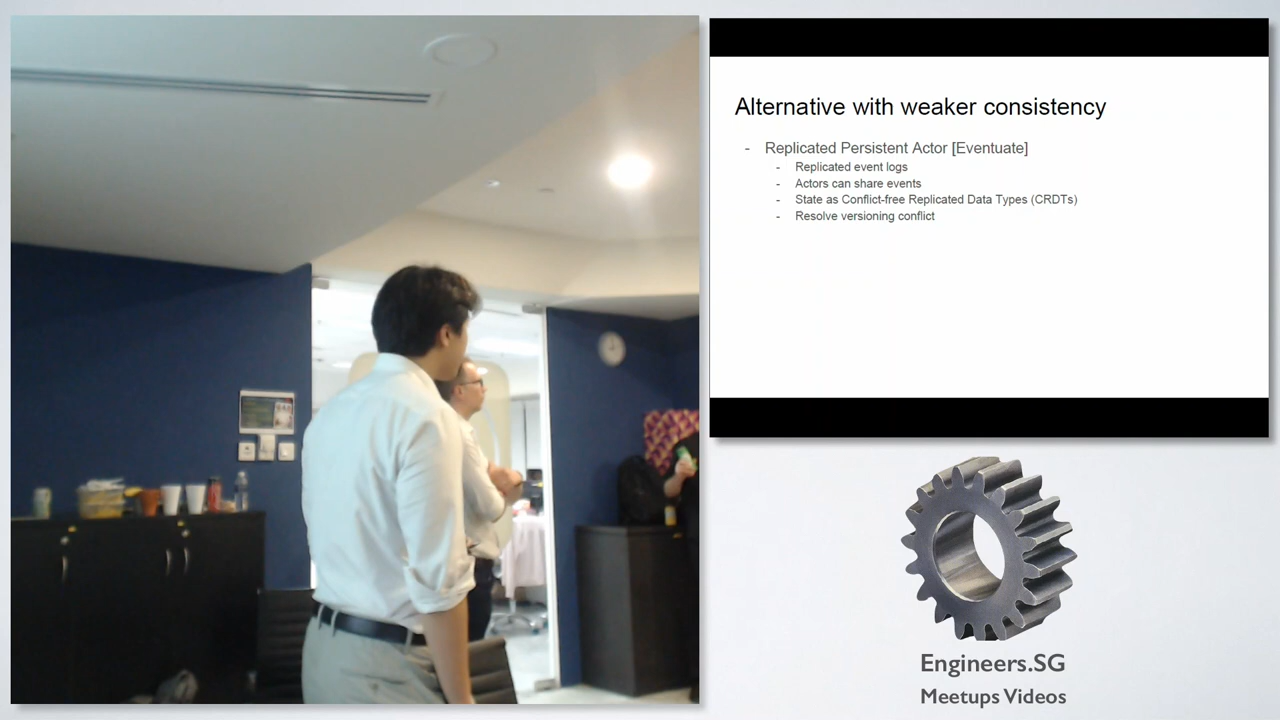 Alternative with weaker consistency
- Replicated Persistent Actor [Eventuate]
- Replicated event logs
- Actors can share events
- State as Conflict-free Replicated Data Types (CRDTs)
- Resolve versioning conflict
Engineers.SG
Meetups Videos